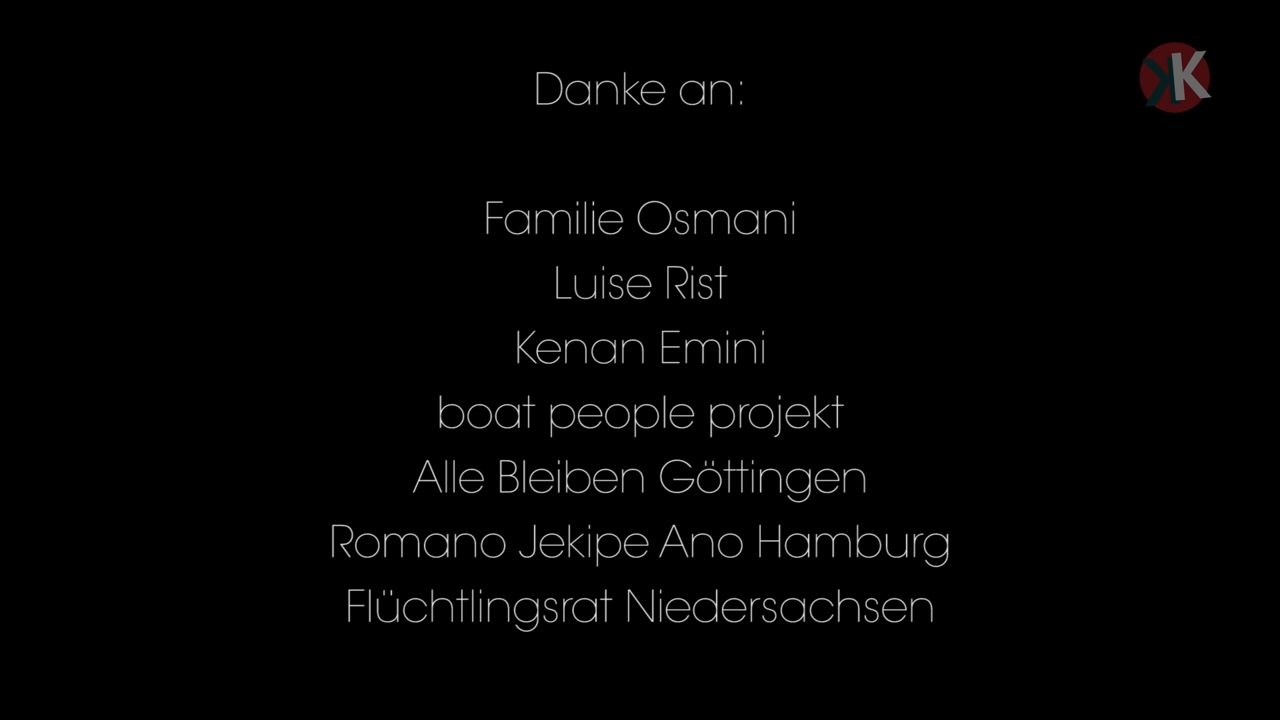 Danke an:
Familie Osmani
Luise Rist
Kenan Emini
boat people projekt
Alle Bleiben Göttingen
Romano Jekipe Ano Hamburg
Flüchtlingsrat Niedersachsen
KK